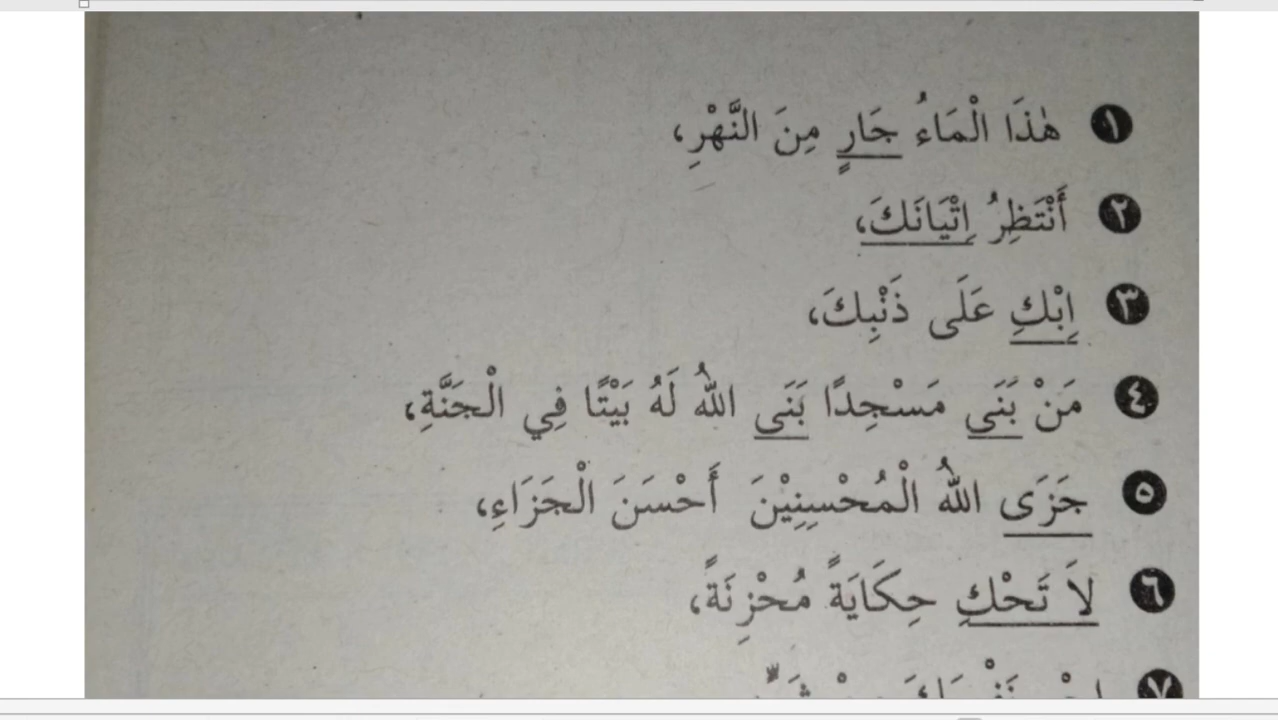 ١ هٰذَا الْمَاءُ جَارٍ مِنَ النَّهْرِ،
٢ أَنْتَظِرُ اِتْيَانَكَ،
٣ اِبْكِ عَلَى ذَنْبِكَ،
٤ مَنْ بَنَى مَسْجِدًا بَنَى اللهُ لَهُ بَيْتًا فِي الْجَنَّةِ،
٥ جَزَى اللهُ الْمُحْسِنِيْنَ أَحْسَنَ الْجَزَاءِ،
٦ لاَ تَحْكِ حِكَايَةً مُحْزِنَةً،
٧